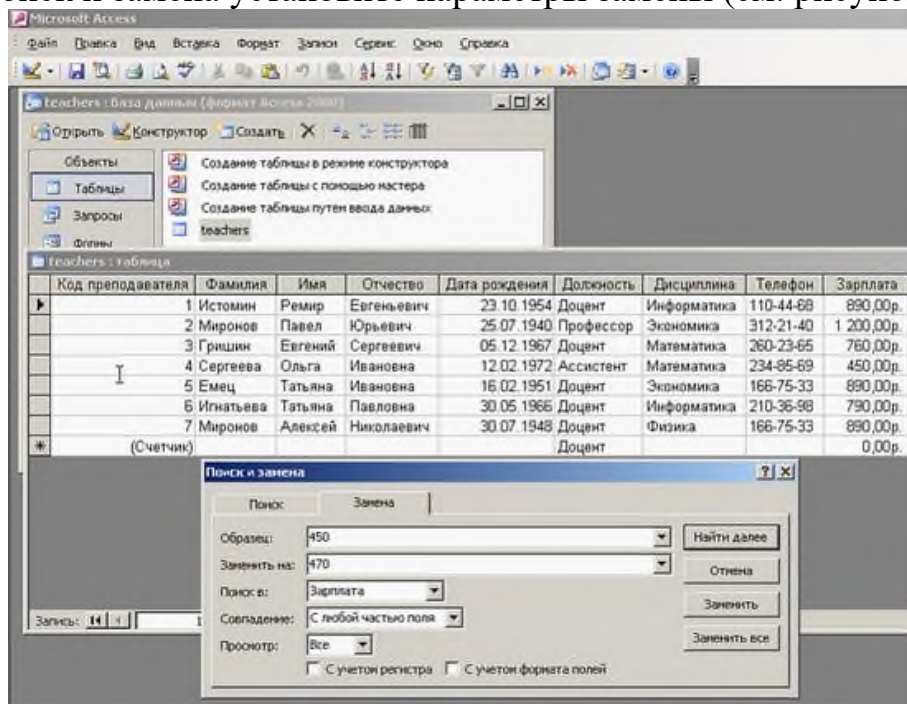 поиск и замена установите параметры замены (см. рисунок
Microsoft Access
Файл Правка Вид Вставка Формат Записи Сервис Окно Справка
teachers : база данных (формат Access 2000)
Открыть Конструктор Создать
Объекты
Таблицы
Запросы
Формы
Создание таблицы в режиме конструктора
Создание таблицы с помощью мастера
Создание таблицы путем ввода данных
teachers
teachers : таблица
Код преподавателя Фамилия Имя Отчество Дата рождения Должность Дисциплина Телефон Зарплата
1 Истомин Ремир Евгеньевич 23.10.1954 Доцент Информатика 110-44-68 890,00р.
2 Миронов Павел Юрьевич 25.07.1940 Профессор Экономика 312-21-40 1 200,00р.
3 Гришин Евгений Сергеевич 05.12.1967 Доцент Математика 260-23-65 760,00р.
4 Сергеева Ольга Ивановна 12.02.1972 Ассистент Математика 234-85-69 450,00р.
5 Емец Татьяна Ивановна 16.02.1951 Доцент Экономика 166-75-33 890,00р.
6 Игнатьева Татьяна Павловна 30.05.1966 Доцент Информатика 210-36-98 790,00р.
7 Миронов Алексей Николаевич 30.07.1948 Доцент Физика 166-75-33 890,00р.
(Счетчик) Доцент 0,00р.
Поиск и замена
Поиск Замена
Образец: 450 Найти далее
Заменить на: 470 Отмена
Поиск в: Зарплата
Совпадение: С любой частью поля Заменить
Просмотр: Все Заменить все
С учетом регистра С учетом формата полей
Запись: 1